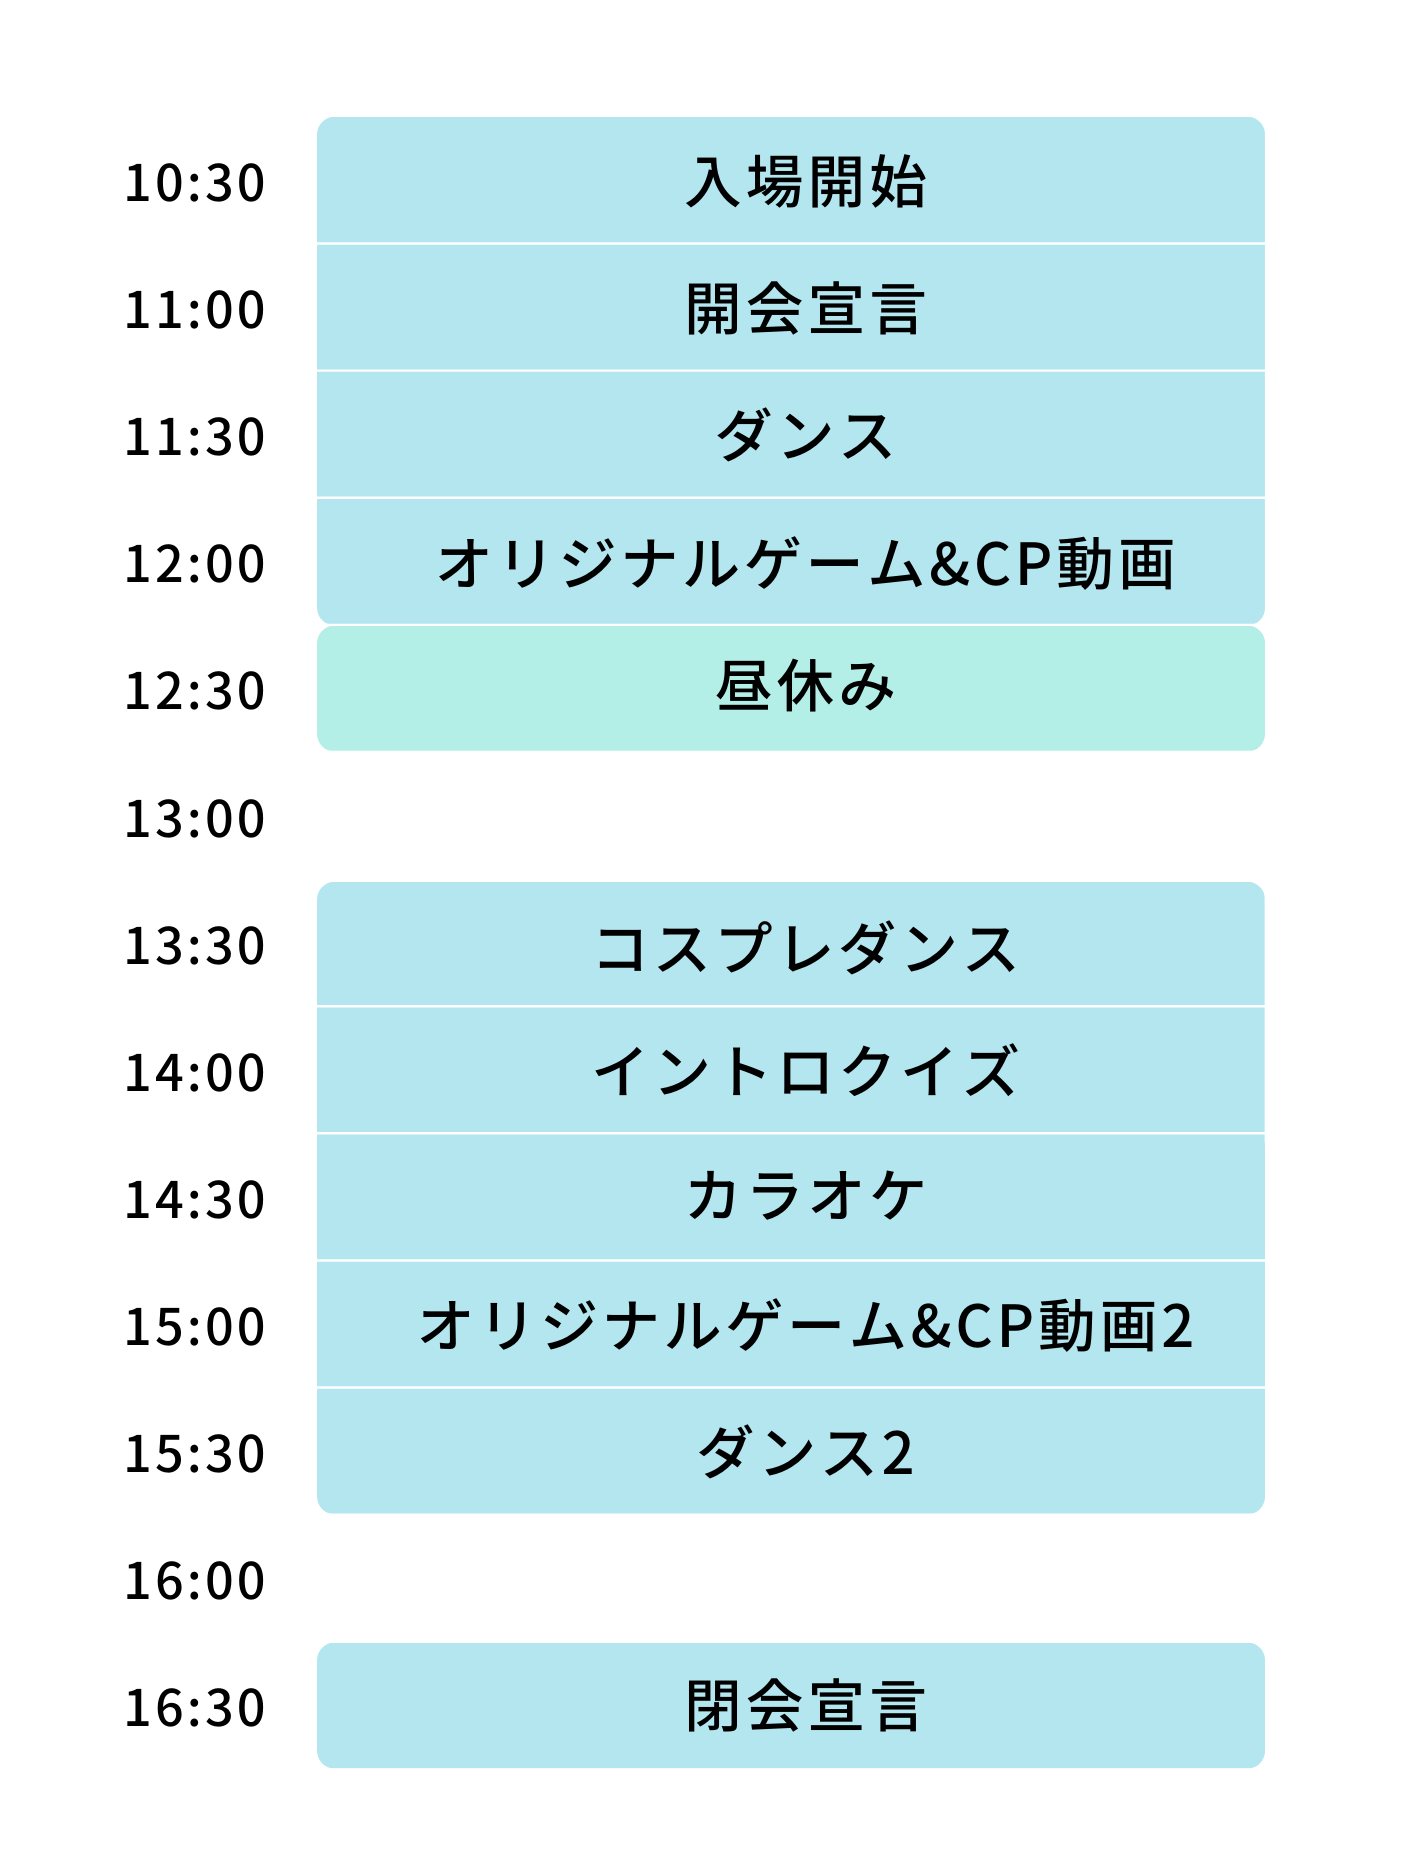 10:30 入場開始
11:00 開会宣言
11:30 ダンス
12:00 オリジナルゲーム&CP動画
12:30 昼休み
13:00
13:30 コスプレダンス
14:00 イントロクイズ
14:30 カラオケ
15:00 オリジナルゲーム&CP動画2
15:30 ダンス2
16:00
16:30 閉会宣言